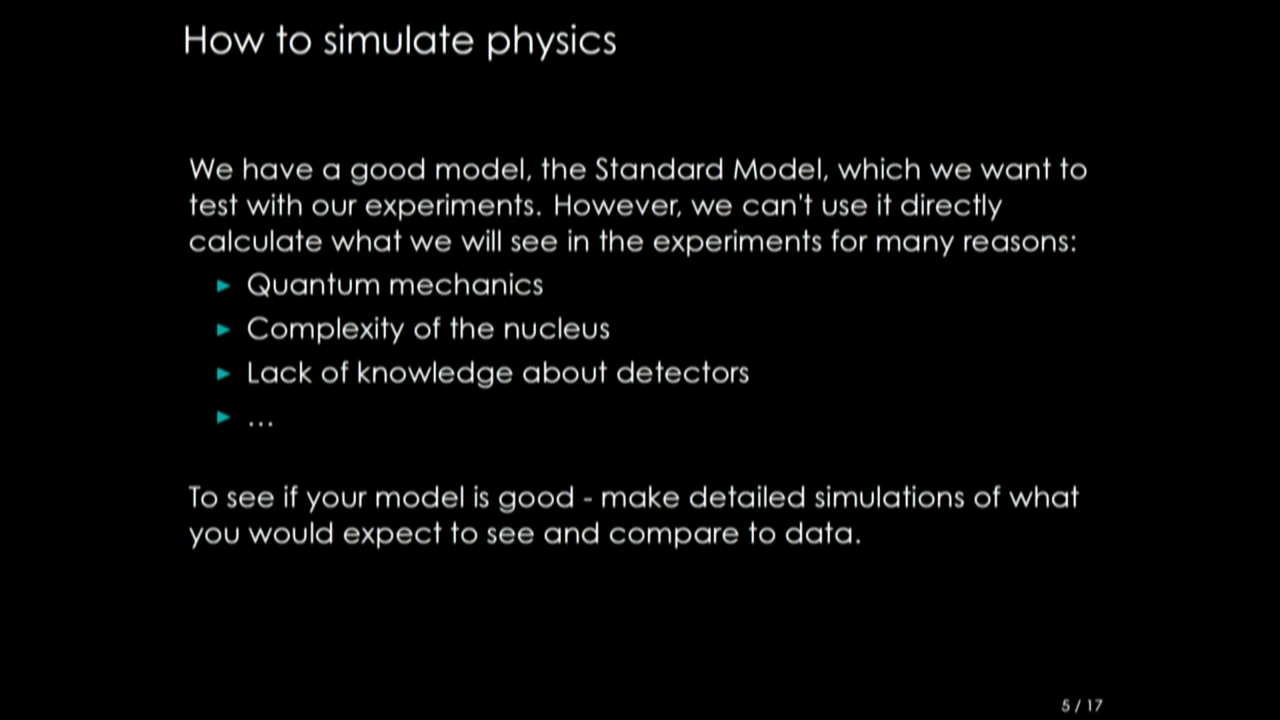 How to simulate physics
We have a good model, the Standard Model, which we want to
test with our experiments. However, we can't use it directly
calculate what we will see in the experiments for many reasons:
► Quantum mechanics
► Complexity of the nucleus
► Lack of knowledge about detectors
► ...
To see if your model is good - make detailed simulations of what
you would expect to see and compare to data.
5 / 17